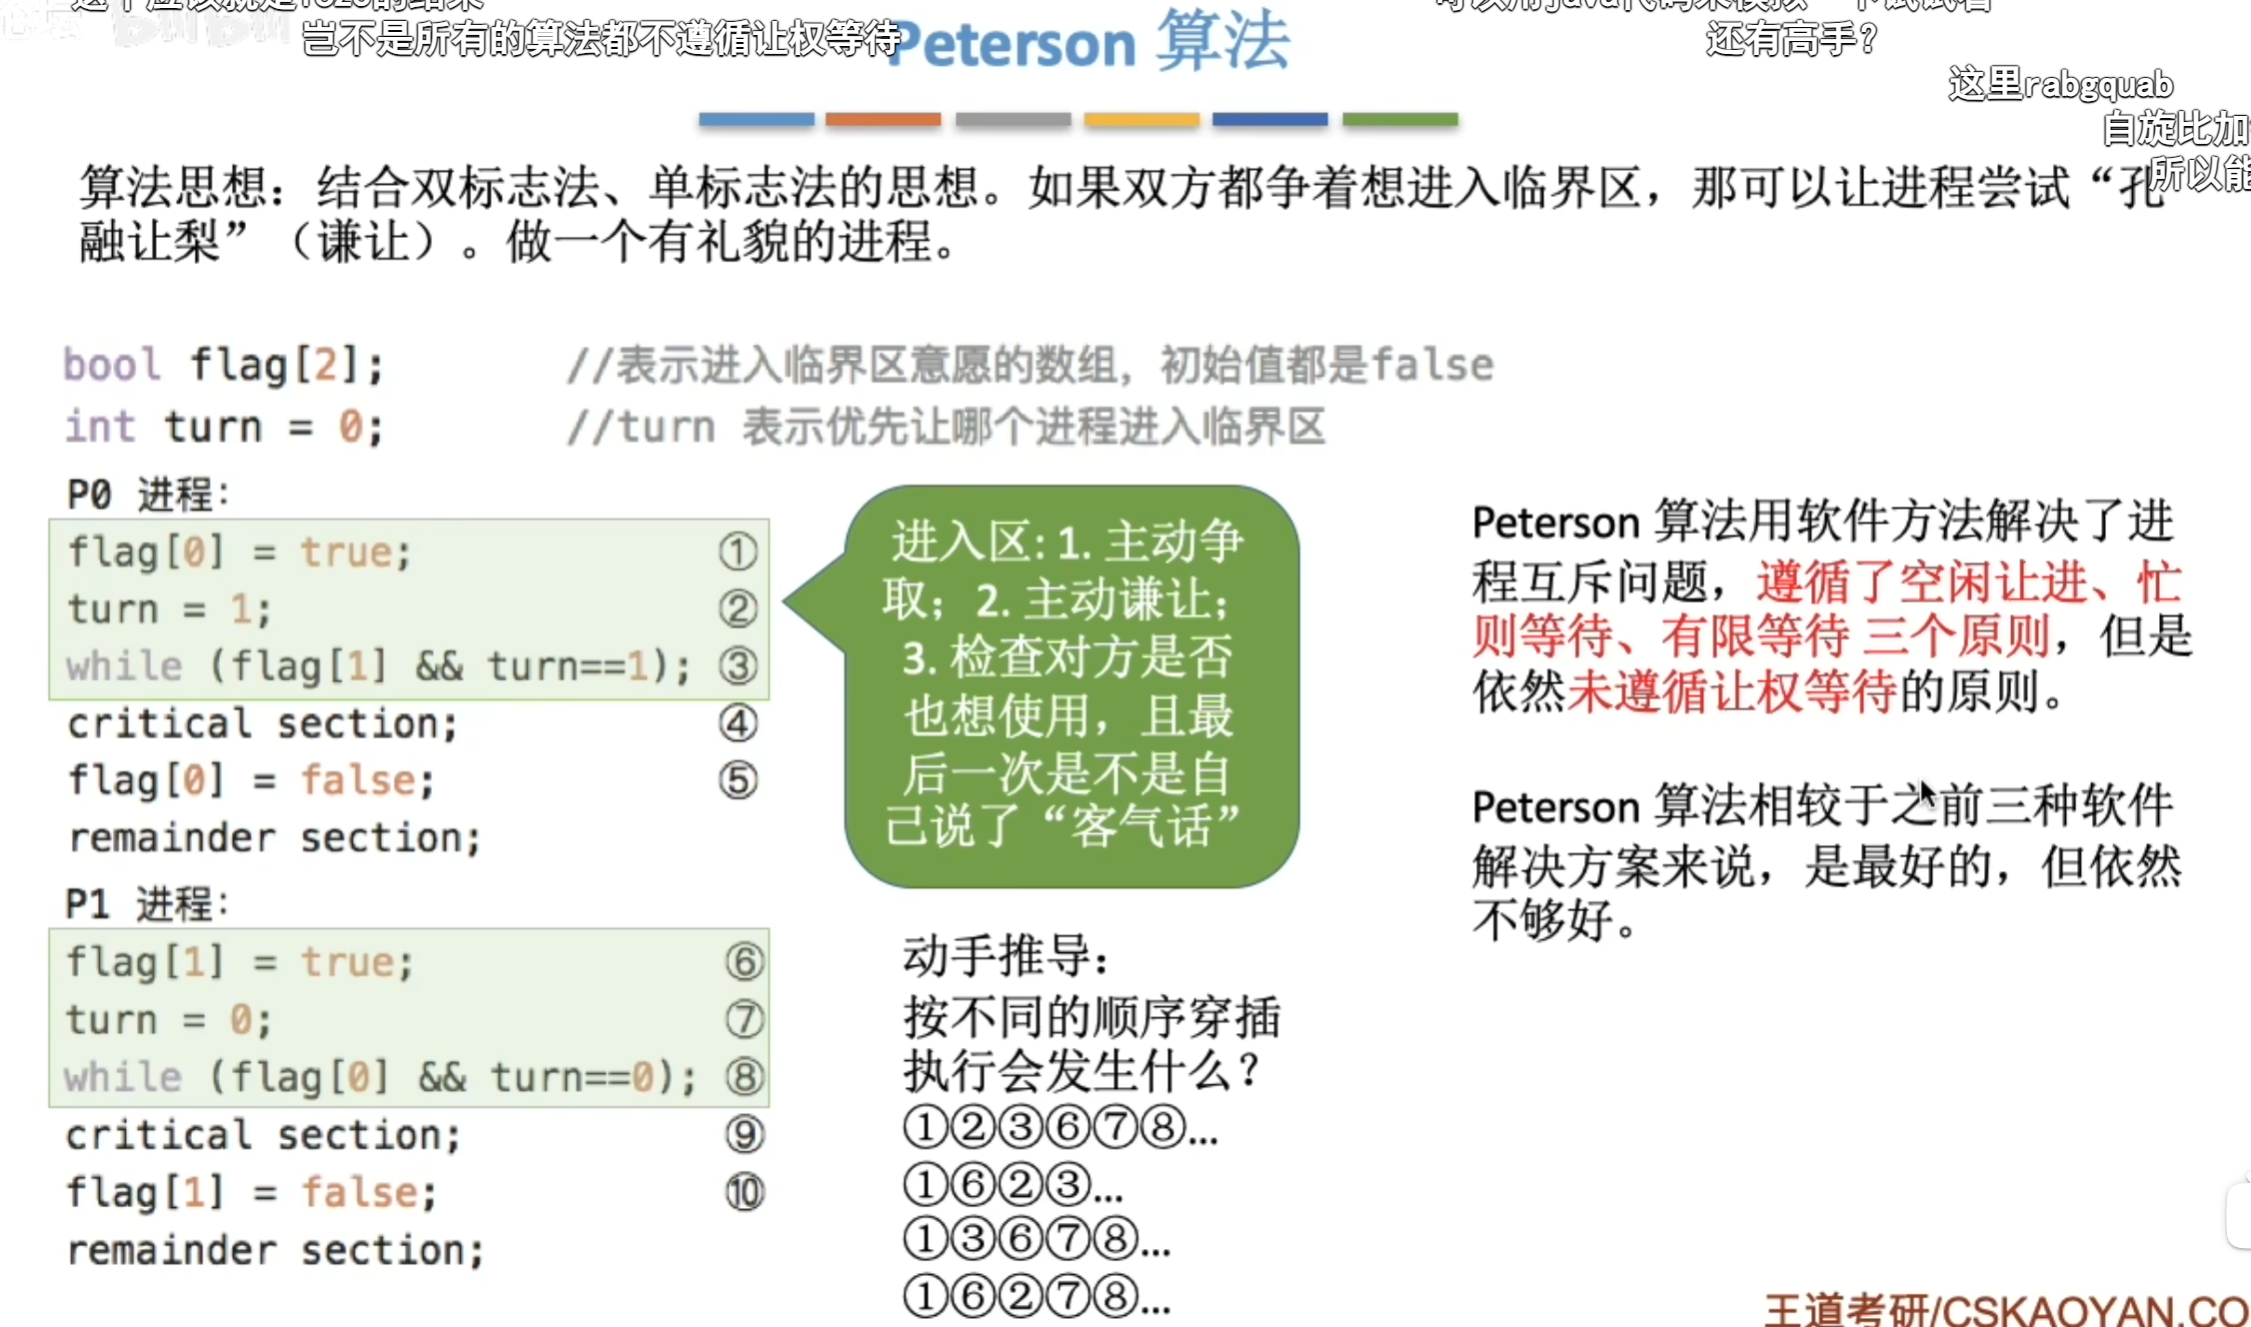 岂不是所有的算法都不遵循让权等待
还有高手？
Peterson 算法
这里rabgquab
自旋比加
所以能
算法思想：结合双标志法、单标志法的思想。如果双方都争着想进入临界区，那可以让进程尝试“孔
融让梨”（谦让）。做一个有礼貌的进程。
bool flag[2]; //表示进入临界区意愿的数组，初始值都是false
int turn = 0; //turn 表示优先让哪个进程进入临界区
P0 进程：
flag[0] = true; ①
turn = 1; ②
while (flag[1] && turn==1); ③
critical section; ④
flag[0] = false; ⑤
remainder section;
P1 进程：
flag[1] = true; ⑥
turn = 0; ⑦
while (flag[0] && turn==0); ⑧
critical section; ⑨
flag[1] = false; ⑩
remainder section;
进入区：1. 主动争
取；2. 主动谦让；
3. 检查对方是否
也想使用，且最
后一次是不是自
己说了“客气话”
动手推导：
按不同的顺序穿插
执行会发生什么？
①②③⑥⑦⑧...
①⑥②③...
①③⑥⑦⑧...
①⑥②⑦⑧...
Peterson 算法用软件方法解决了进
程互斥问题，遵循了空闲让进、忙
则等待、有限等待 三个原则，但是
依然未遵循让权等待的原则。
Peterson 算法相较于之前三种软件
解决方案来说，是最好的，但依然
不够好。
王道考研/CSKAOYAN.CO